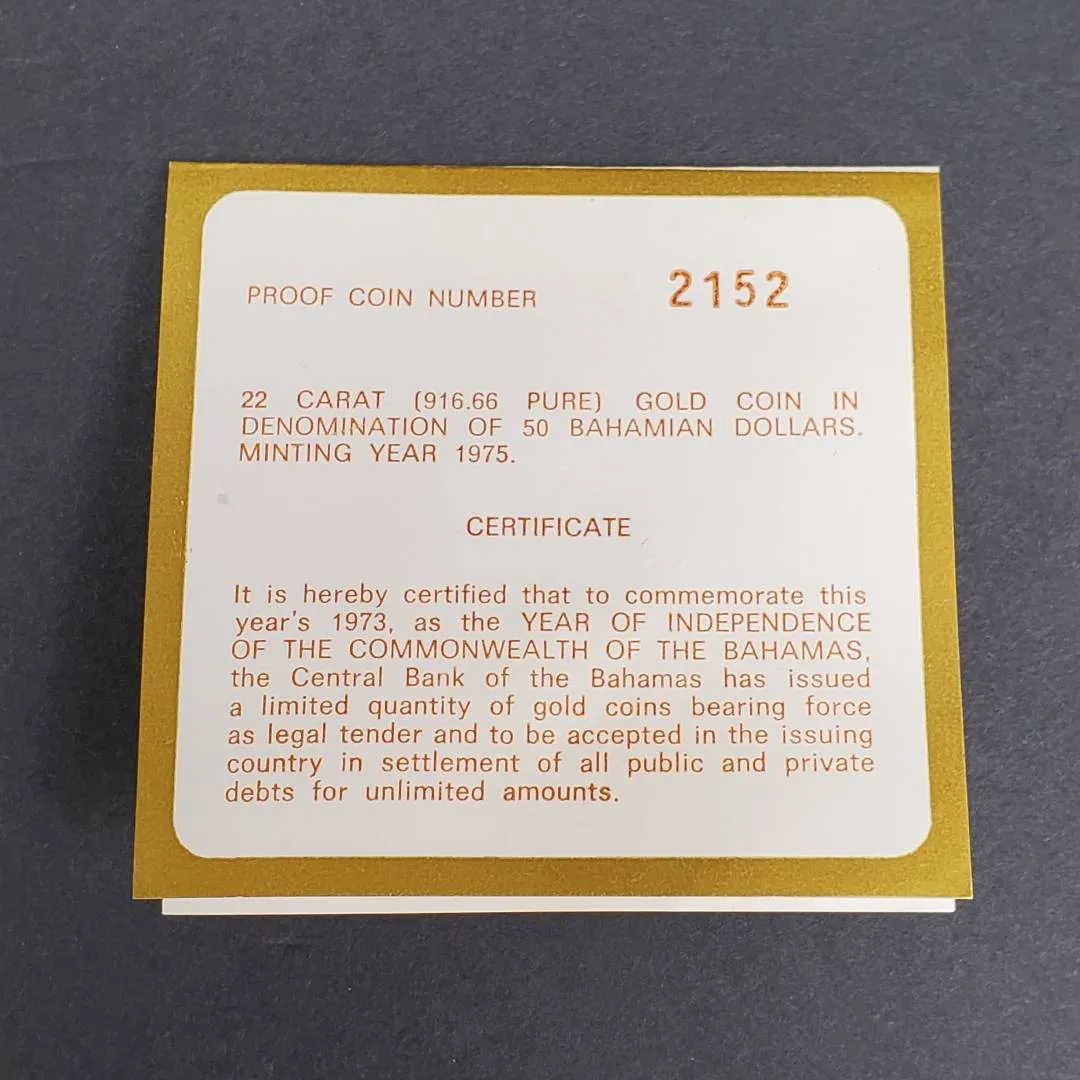 PROOF COIN NUMBER 2152
22 CARAT (916.66 PURE) GOLD COIN IN
DENOMINATION OF 50 BAHAMIAN DOLLARS.
MINTING YEAR 1975.
CERTIFICATE
It is hereby certified that to commemorate this
year's 1973, as the YEAR OF INDEPENDENCE
OF THE COMMONWEALTH OF THE BAHAMAS,
the Central Bank of the Bahamas has issued
a limited quantity of gold coins bearing force
as legal tender and to be accepted in the issuing
country in settlement of all public and private
debts for unlimited amounts.